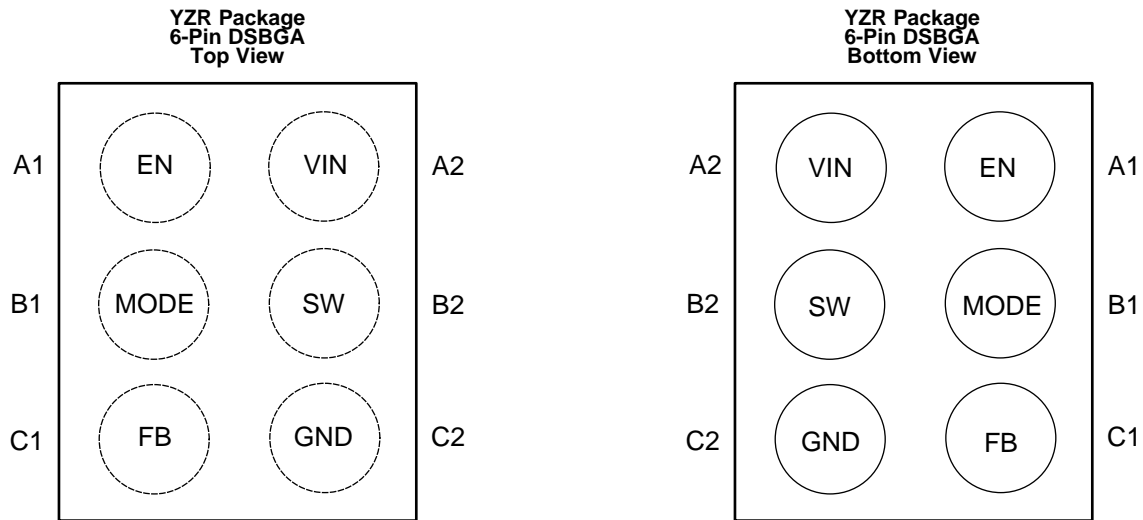 YZR Package
6-Pin DSBGA
Top View
A1 EN VIN A2
B1 MODE SW B2
C1 FB GND C2
YZR Package
6-Pin DSBGA
Bottom View
A2 VIN EN A1
B2 SW MODE B1
C2 GND FB C1